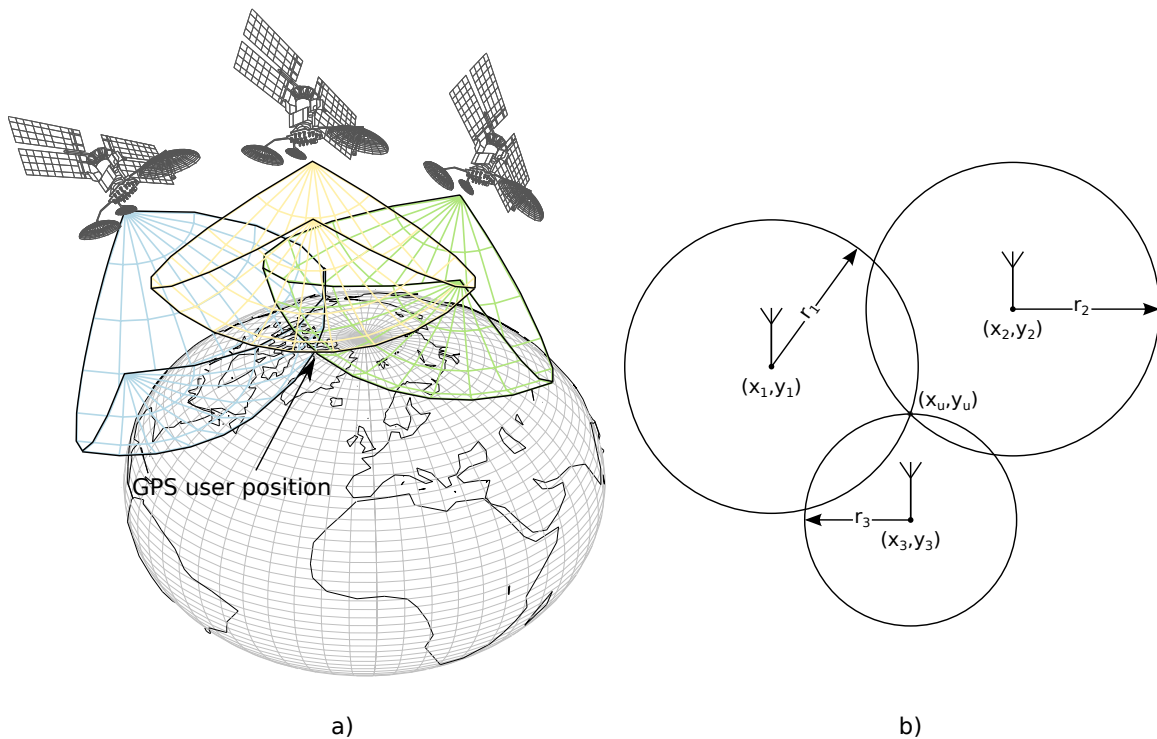 GPS user position
a)
r₁
(x₁,y₁)
(x₂,y₂)
r₂
(xᵤ,yᵤ)
r₃
(x₃,y₃)
b)